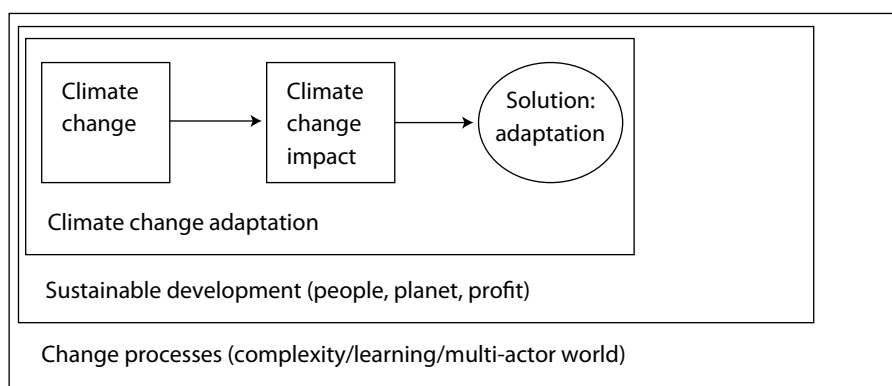 Climate
change
Climate
change
impact
Solution:
adaptation
Climate change adaptation
Sustainable development (people, planet, profit)
Change processes (complexity/learning/multi-actor world)